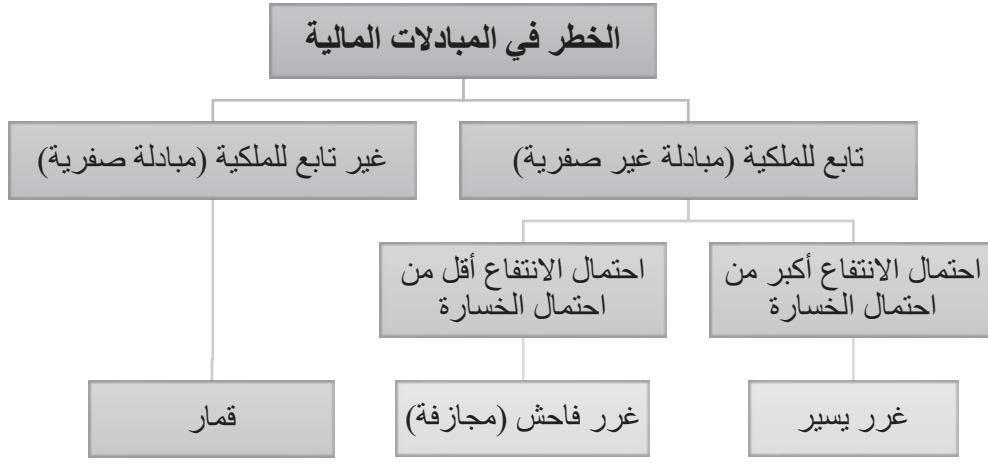 الخطر في المبادلات المالية
تابع للملكية (مبادلة غير صفرية)
غير تابع للملكية (مبادلة صفرية)
احتمال الانتفاع أكبر من
احتمال الخسارة
احتمال الانتفاع أقل من
احتمال الخسارة
غرر يسير
غرر فاحش (مجازفة)
قمار